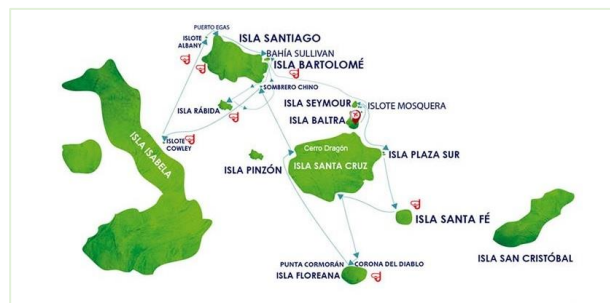 PUERTO EGAS
ISLA SANTIAGO
ISLOTE
ALBANY
BAHÍA SULLIVAN
ISLA BARTOLOMÉ
SOMBRERO CHINO
ISLA RÁBIDA
ISLA SEYMOUR
ISLOTE MOSQUERA
ISLA BALTRA
ISLOTE
COWLEY
ISLA ISABELA
Cerro Dragón
ISLA SANTA CRUZ
ISLA PLAZA SUR
ISLA PINZÓN
ISLA SANTA FÉ
ISLA SAN CRISTÓBAL
PUNTA CORMORÁN
CORONA DEL DIABLO
ISLA FLOREANA